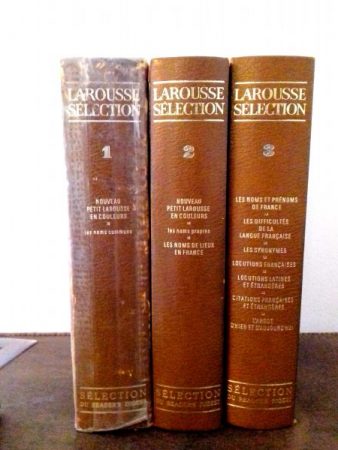 LAROUSSE
SÉLECTION
1
NOUVEAU
PETIT LAROUSSE
EN COULEURS
les noms communs
SÉLECTION
DU READER'S DIGEST
LAROUSSE
SÉLECTION
2
NOUVEAU
PETIT LAROUSSE
EN COULEURS
les noms propres
LES NOMS DE LIEUX
EN FRANCE
SÉLECTION
DU READER'S DIGEST
LAROUSSE
SÉLECTION
3
LES NOMS ET PRÉNOMS
DE FRANCE
LES DIFFICULTÉS
DE LA
LANGUE FRANÇAISE
LES SYNONYMES
LOCUTIONS FRANÇAISES
LOCUTIONS LATINES
ET ÉTRANGÈRES
CITATIONS FRANÇAISES
ET ÉTRANGÈRES
L'ARGOT
D'HIER ET D'AUJOURD'HUI
SÉLECTION
DU READER'S DIGEST